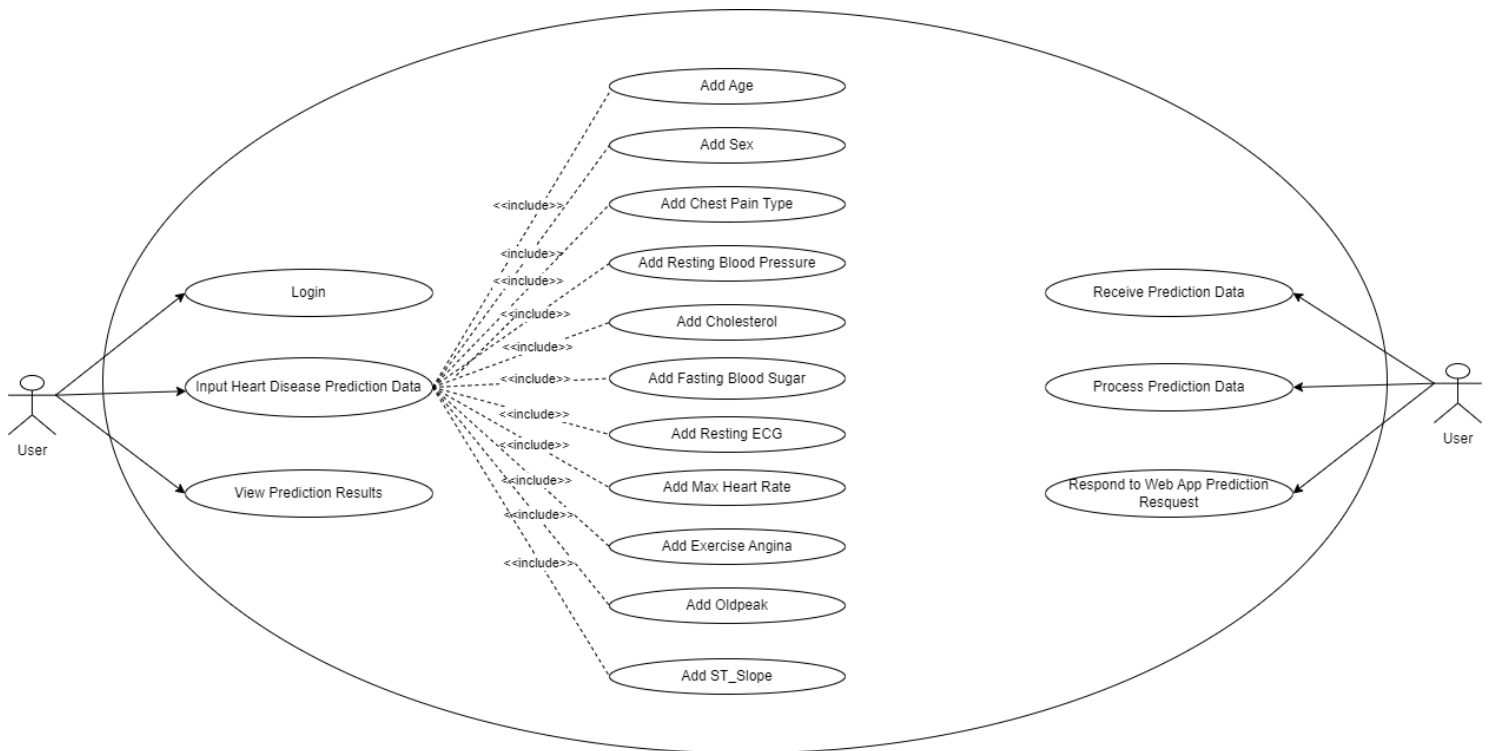 Add Age
Add Sex
<<include>>
Add Chest Pain Type
<include>>
Add Resting Blood Pressure
<<include>>
Login
Receive Prediction Data
<<include>>
Add Cholesterol
<<include>>
Input Heart Disease Prediction Data
<<include>>
Add Fasting Blood Sugar
Process Prediction Data
<<include>>
Add Resting ECG
User
User
<<include>>
<<include>>
Add Max Heart Rate
View Prediction Results
Respond to Web App Prediction
Resquest
<<include>>
Add Exercise Angina
<<include>>
Add Oldpeak
Add ST_Slope